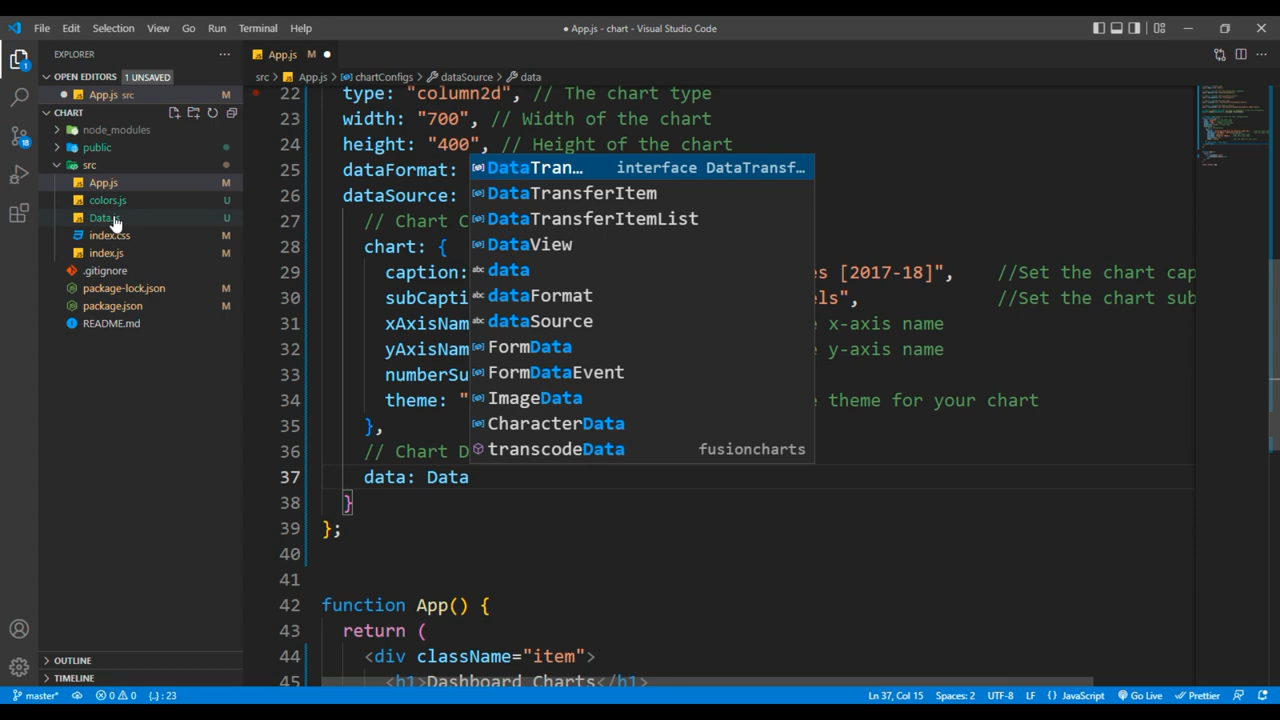 File Edit Selection View Go Run Terminal Help
● App.js - chart - Visual Studio Code
EXPLORER
OPEN EDITORS 1 UNSAVED
● App.js src M
CHART
node_modules
public
src
App.js M
colors.js U
Data.js U
index.css M
index.js M
.gitignore
package-lock.json M
package.json M
README.md
OUTLINE
TIMELINE
App.js M ●
src > App.js > chartConfigs > dataSource > data
22 type: "column2d", // The chart type
23 width: "700", // Width of the chart
24 height: "400", // Height of the chart
25 dataFormat:
26 dataSource:
27 // Chart C
28 chart: {
29 caption: es [2017-18]", //Set the chart cap
30 subCapti ls", //Set the chart sub
31 xAxisNam e x-axis name
32 yAxisNam e y-axis name
33 numberSu
34 theme: " e theme for your chart
35 },
36 // Chart D
37 data: Data
38 }
39 };
40
41
42 function App() {
43 return (
44 <div className="item">
45 <h1>Dashboard Charts</h1>
DataTran… interface DataTransf…
DataTransferItem
DataTransferItemList
DataView
data
dataFormat
dataSource
FormData
FormDataEvent
ImageData
CharacterData
transcodeData fusioncharts
1
18
master* 0 0 {..} : 23 Ln 37, Col 15 Spaces: 2 UTF-8 LF {} JavaScript Go Live Prettier